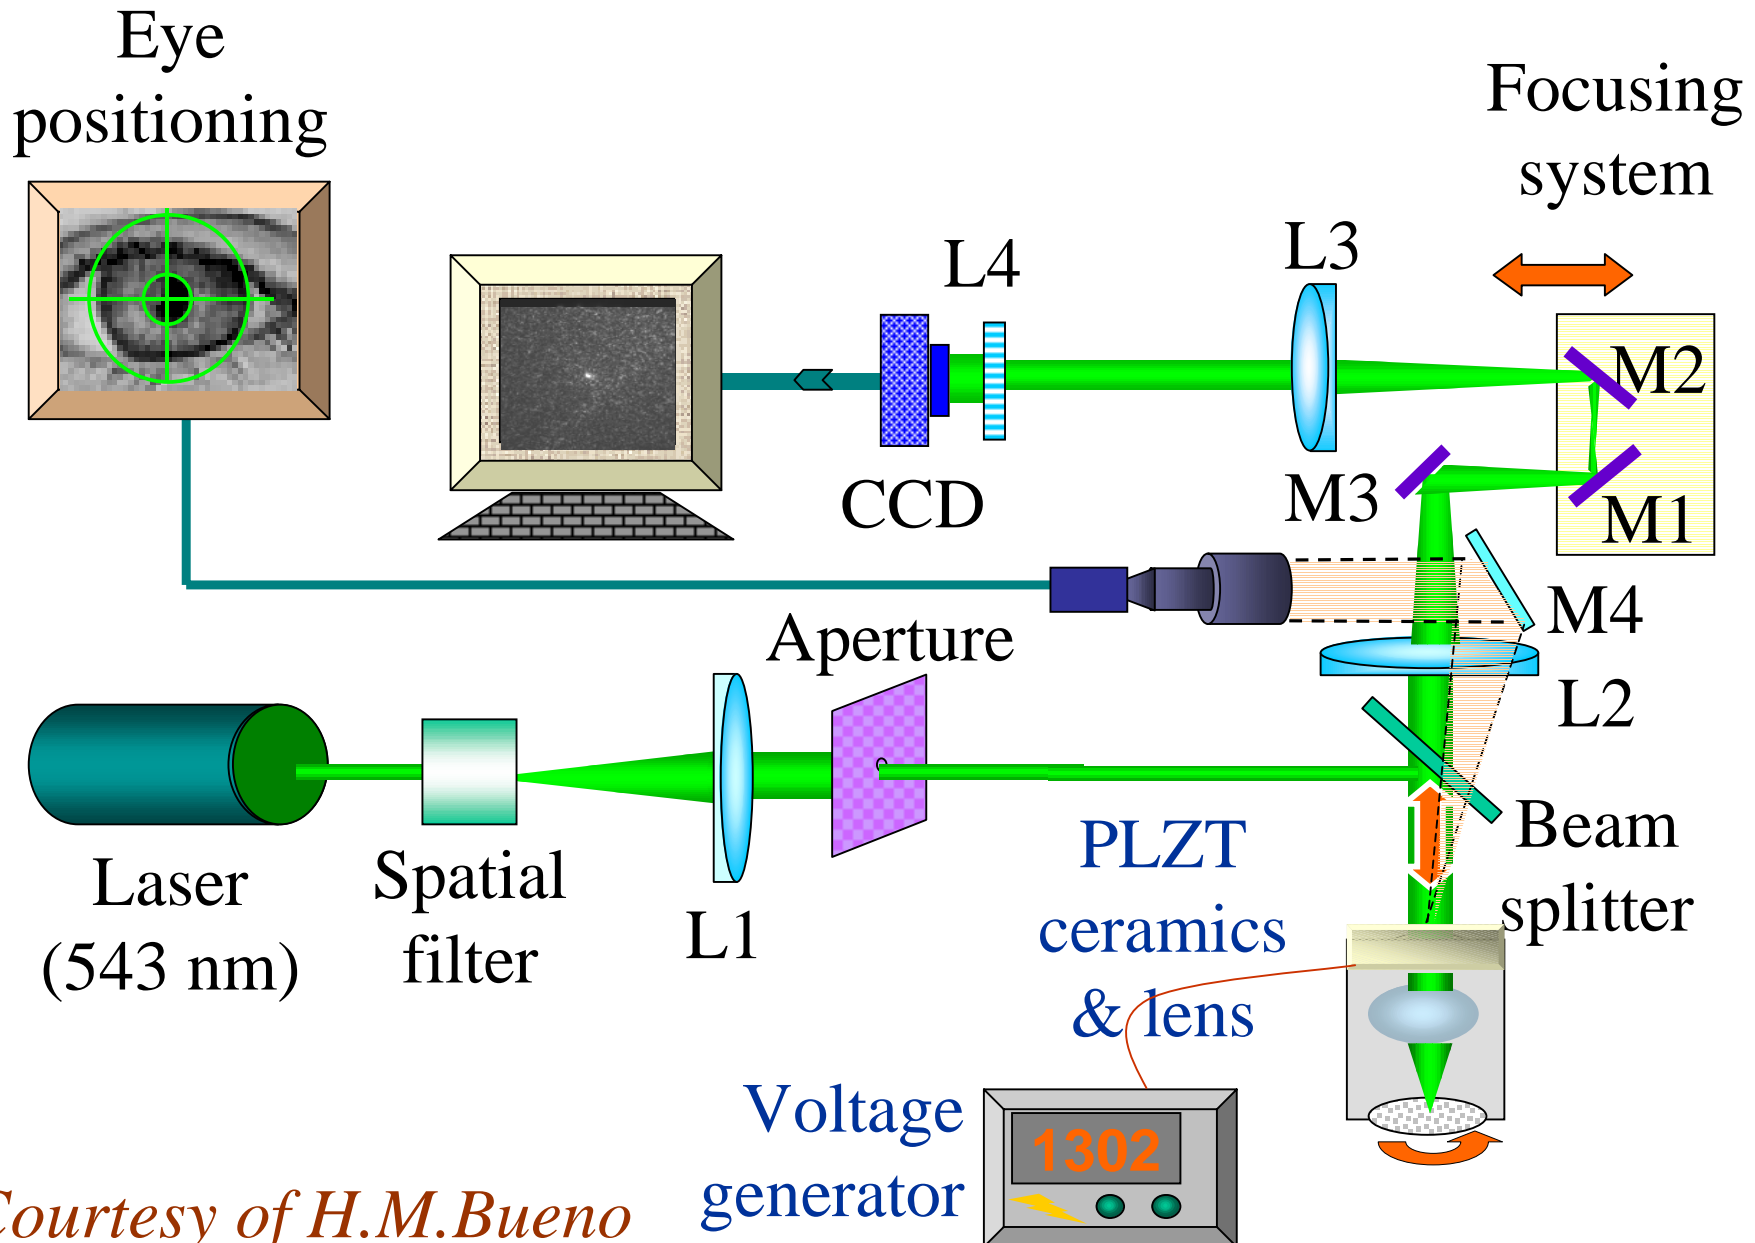 Eye
positioning
Focusing
system
L4
L3
M2
M3
M1
CCD
M4
L2
Aperture
Laser
(543 nm)
Spatial
filter
L1
PLZT
ceramics
& lens
Beam
splitter
Voltage
generator
1302
Courtesy of H.M.Bueno